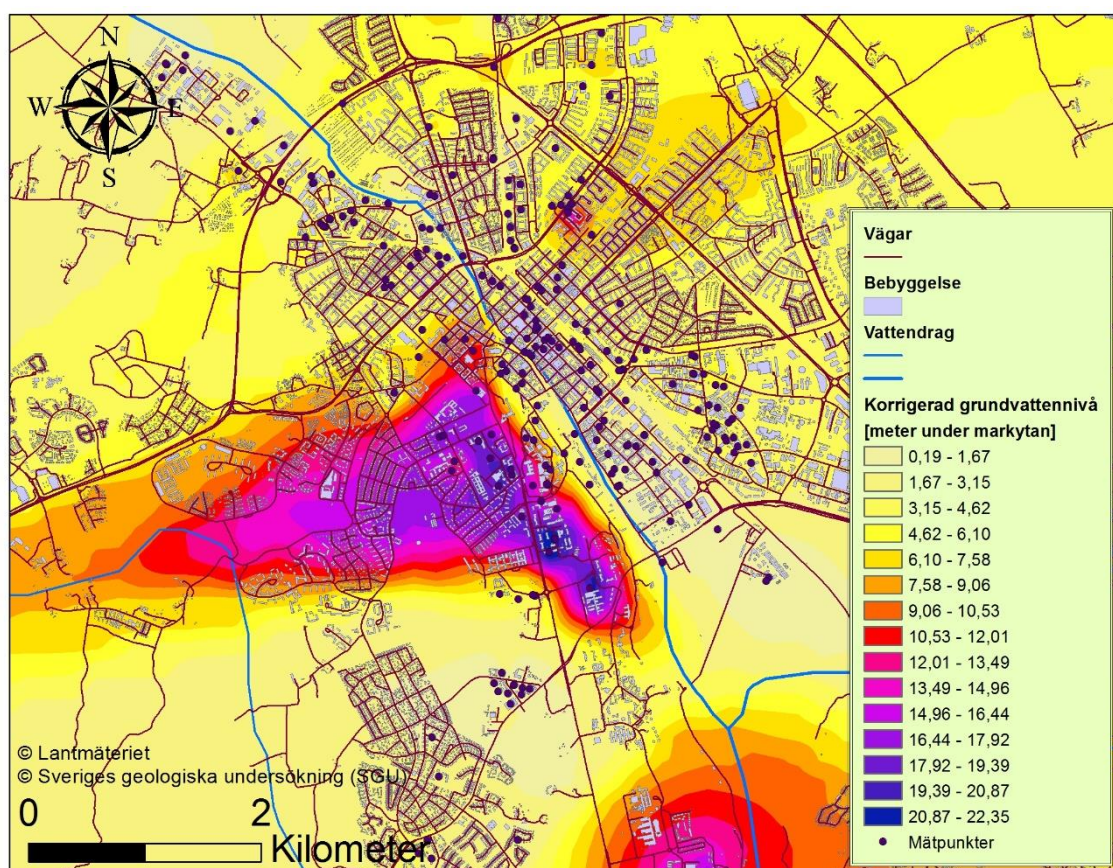 N
W E
S
Vägar
Bebyggelse
Vattendrag
Korrigerad grundvattennivå
[meter under markytan]
0,19 - 1,67
1,67 - 3,15
3,15 - 4,62
4,62 - 6,10
6,10 - 7,58
7,58 - 9,06
9,06 - 10,53
10,53 - 12,01
12,01 - 13,49
13,49 - 14,96
14,96 - 16,44
16,44 - 17,92
17,92 - 19,39
19,39 - 20,87
20,87 - 22,35
Mätpunkter
© Lantmäteriet
© Sveriges geologiska undersökning (SGU)
0 2
Kilometer